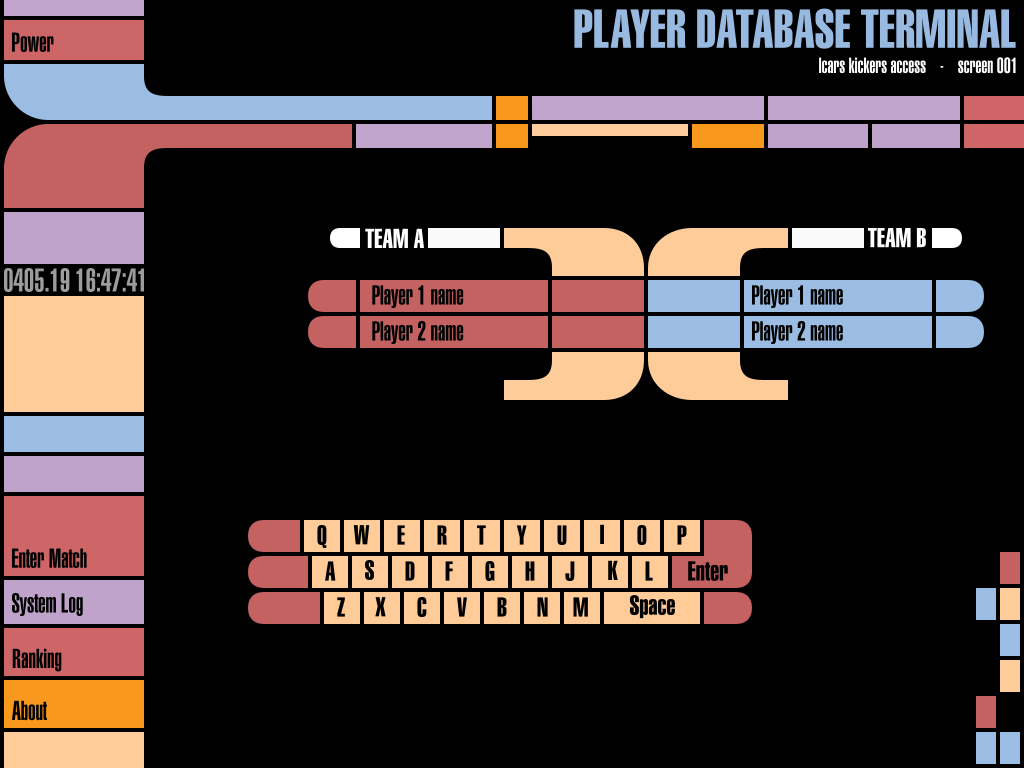 Power
PLAYER DATABASE TERMINAL
lcars kickers access - screen 001
0405.19 16:47:41
TEAM A
TEAM B
Player 1 name
Player 1 name
Player 2 name
Player 2 name
Q W E R T Y U I O P
A S D F G H J K L Enter
Z X C V B N M Space
Enter Match
System Log
Ranking
About